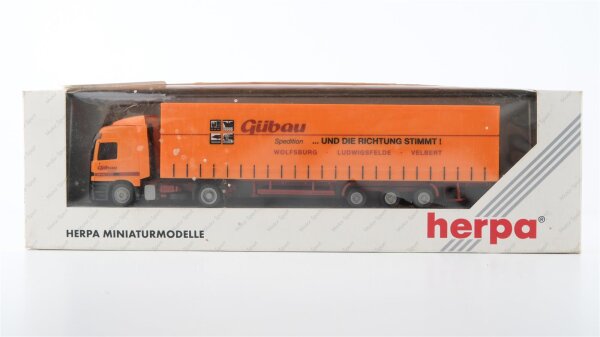 Gübau
Spedition ... UND DIE RICHTUNG STIMMT !
WOLFSBURG - LUDWIGSFELDE - VELBERT
Gübau
HERPA MINIATURMODELLE
herpa®